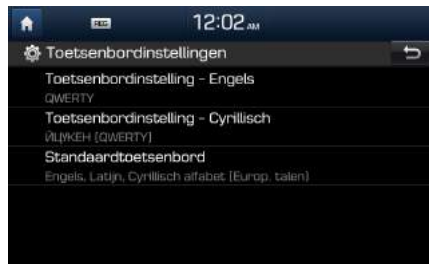 12:02 AM
Toetsenbordinstellingen
Toetsenbordinstelling - Engels
QWERTY
Toetsenbordinstelling - Cyrillisch
ЙЦУКЕН (QWERTY)
Standaardtoetsenbord
Engels, Latijn, Cyrillisch alfabet (Europ. talen)